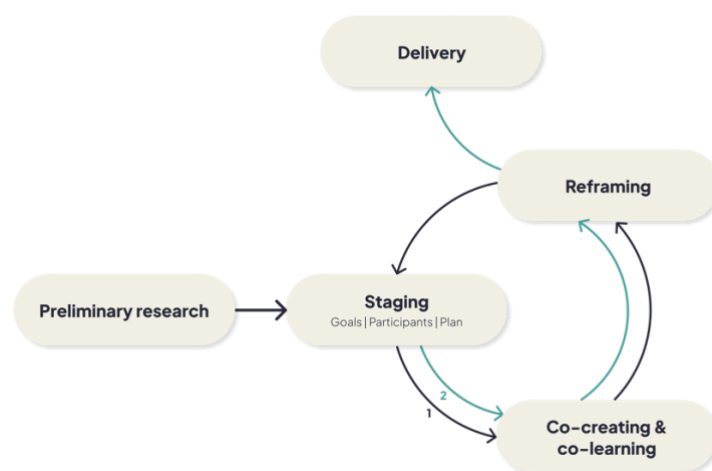 Delivery
Reframing
Preliminary research
Staging
Goals | Participants | Plan
2
1
Co-creating &
co-learning